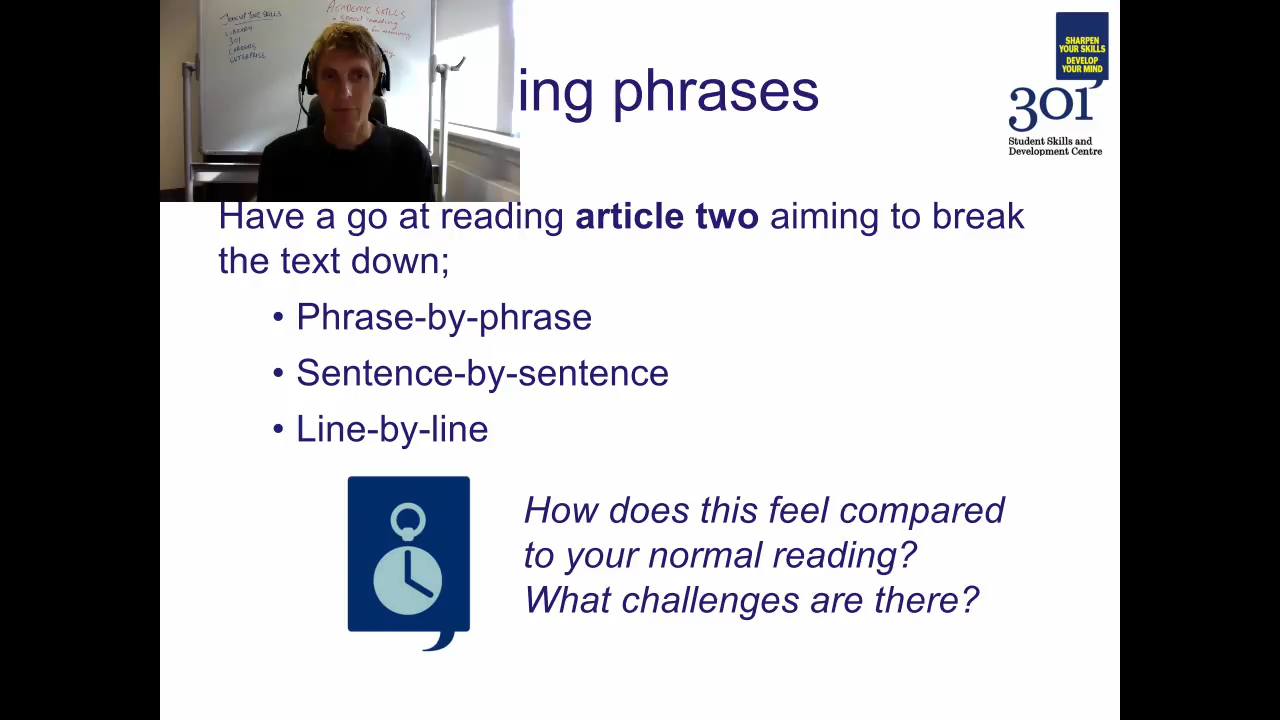 ACADEMIC SKILLS
ing phrases
SHARPEN
YOUR SKILLS
DEVELOP
YOUR MIND
301
Student Skills and
Development Centre
Have a go at reading article two aiming to break
the text down;
• Phrase-by-phrase
• Sentence-by-sentence
• Line-by-line
How does this feel compared
to your normal reading?
What challenges are there?